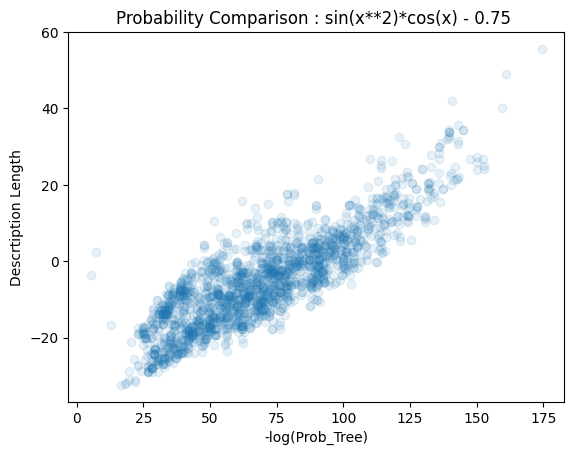 Probability Comparison : sin(x**2)*cos(x) - 0.75
60
40
20
0
−20
Descrtiption Length
0 25 50 75 100 125 150 175
-log(Prob_Tree)